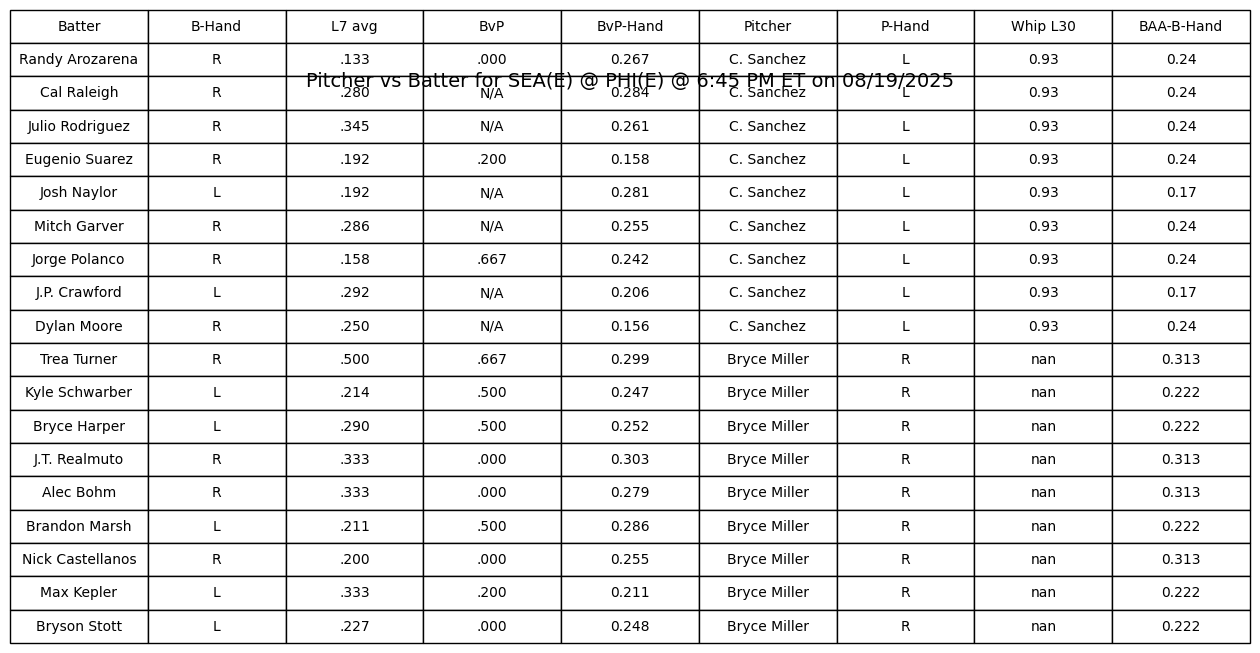 Batter B-Hand L7 avg BvP BvP-Hand Pitcher P-Hand Whip L30 BAA-B-Hand
Randy Arozarena R .133 .000 0.267 C. Sanchez L 0.93 0.24
Pitcher vs Batter for SEA(E) @ PHI(E) @ 6:45 PM ET on 08/19/2025
Cal Raleigh R .280 N/A 0.284 C. Sanchez L 0.93 0.24
Julio Rodriguez R .345 N/A 0.261 C. Sanchez L 0.93 0.24
Eugenio Suarez R .192 .200 0.158 C. Sanchez L 0.93 0.24
Josh Naylor L .192 N/A 0.281 C. Sanchez L 0.93 0.17
Mitch Garver R .286 N/A 0.255 C. Sanchez L 0.93 0.24
Jorge Polanco R .158 .667 0.242 C. Sanchez L 0.93 0.24
J.P. Crawford L .292 N/A 0.206 C. Sanchez L 0.93 0.17
Dylan Moore R .250 N/A 0.156 C. Sanchez L 0.93 0.24
Trea Turner R .500 .667 0.299 Bryce Miller R nan 0.313
Kyle Schwarber L .214 .500 0.247 Bryce Miller R nan 0.222
Bryce Harper L .290 .500 0.252 Bryce Miller R nan 0.222
J.T. Realmuto R .333 .000 0.303 Bryce Miller R nan 0.313
Alec Bohm R .333 .000 0.279 Bryce Miller R nan 0.313
Brandon Marsh L .211 .500 0.286 Bryce Miller R nan 0.222
Nick Castellanos R .200 .000 0.255 Bryce Miller R nan 0.313
Max Kepler L .333 .200 0.211 Bryce Miller R nan 0.222
Bryson Stott L .227 .000 0.248 Bryce Miller R nan 0.222